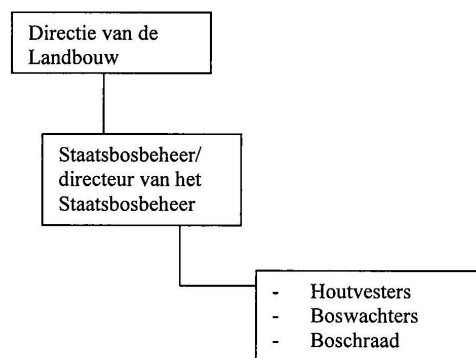 Directie van de
Landbouw
Staatsbosbeheer/
directeur van het
Staatsbosbeheer
- Houtvesters
- Boswachters
- Boschraad